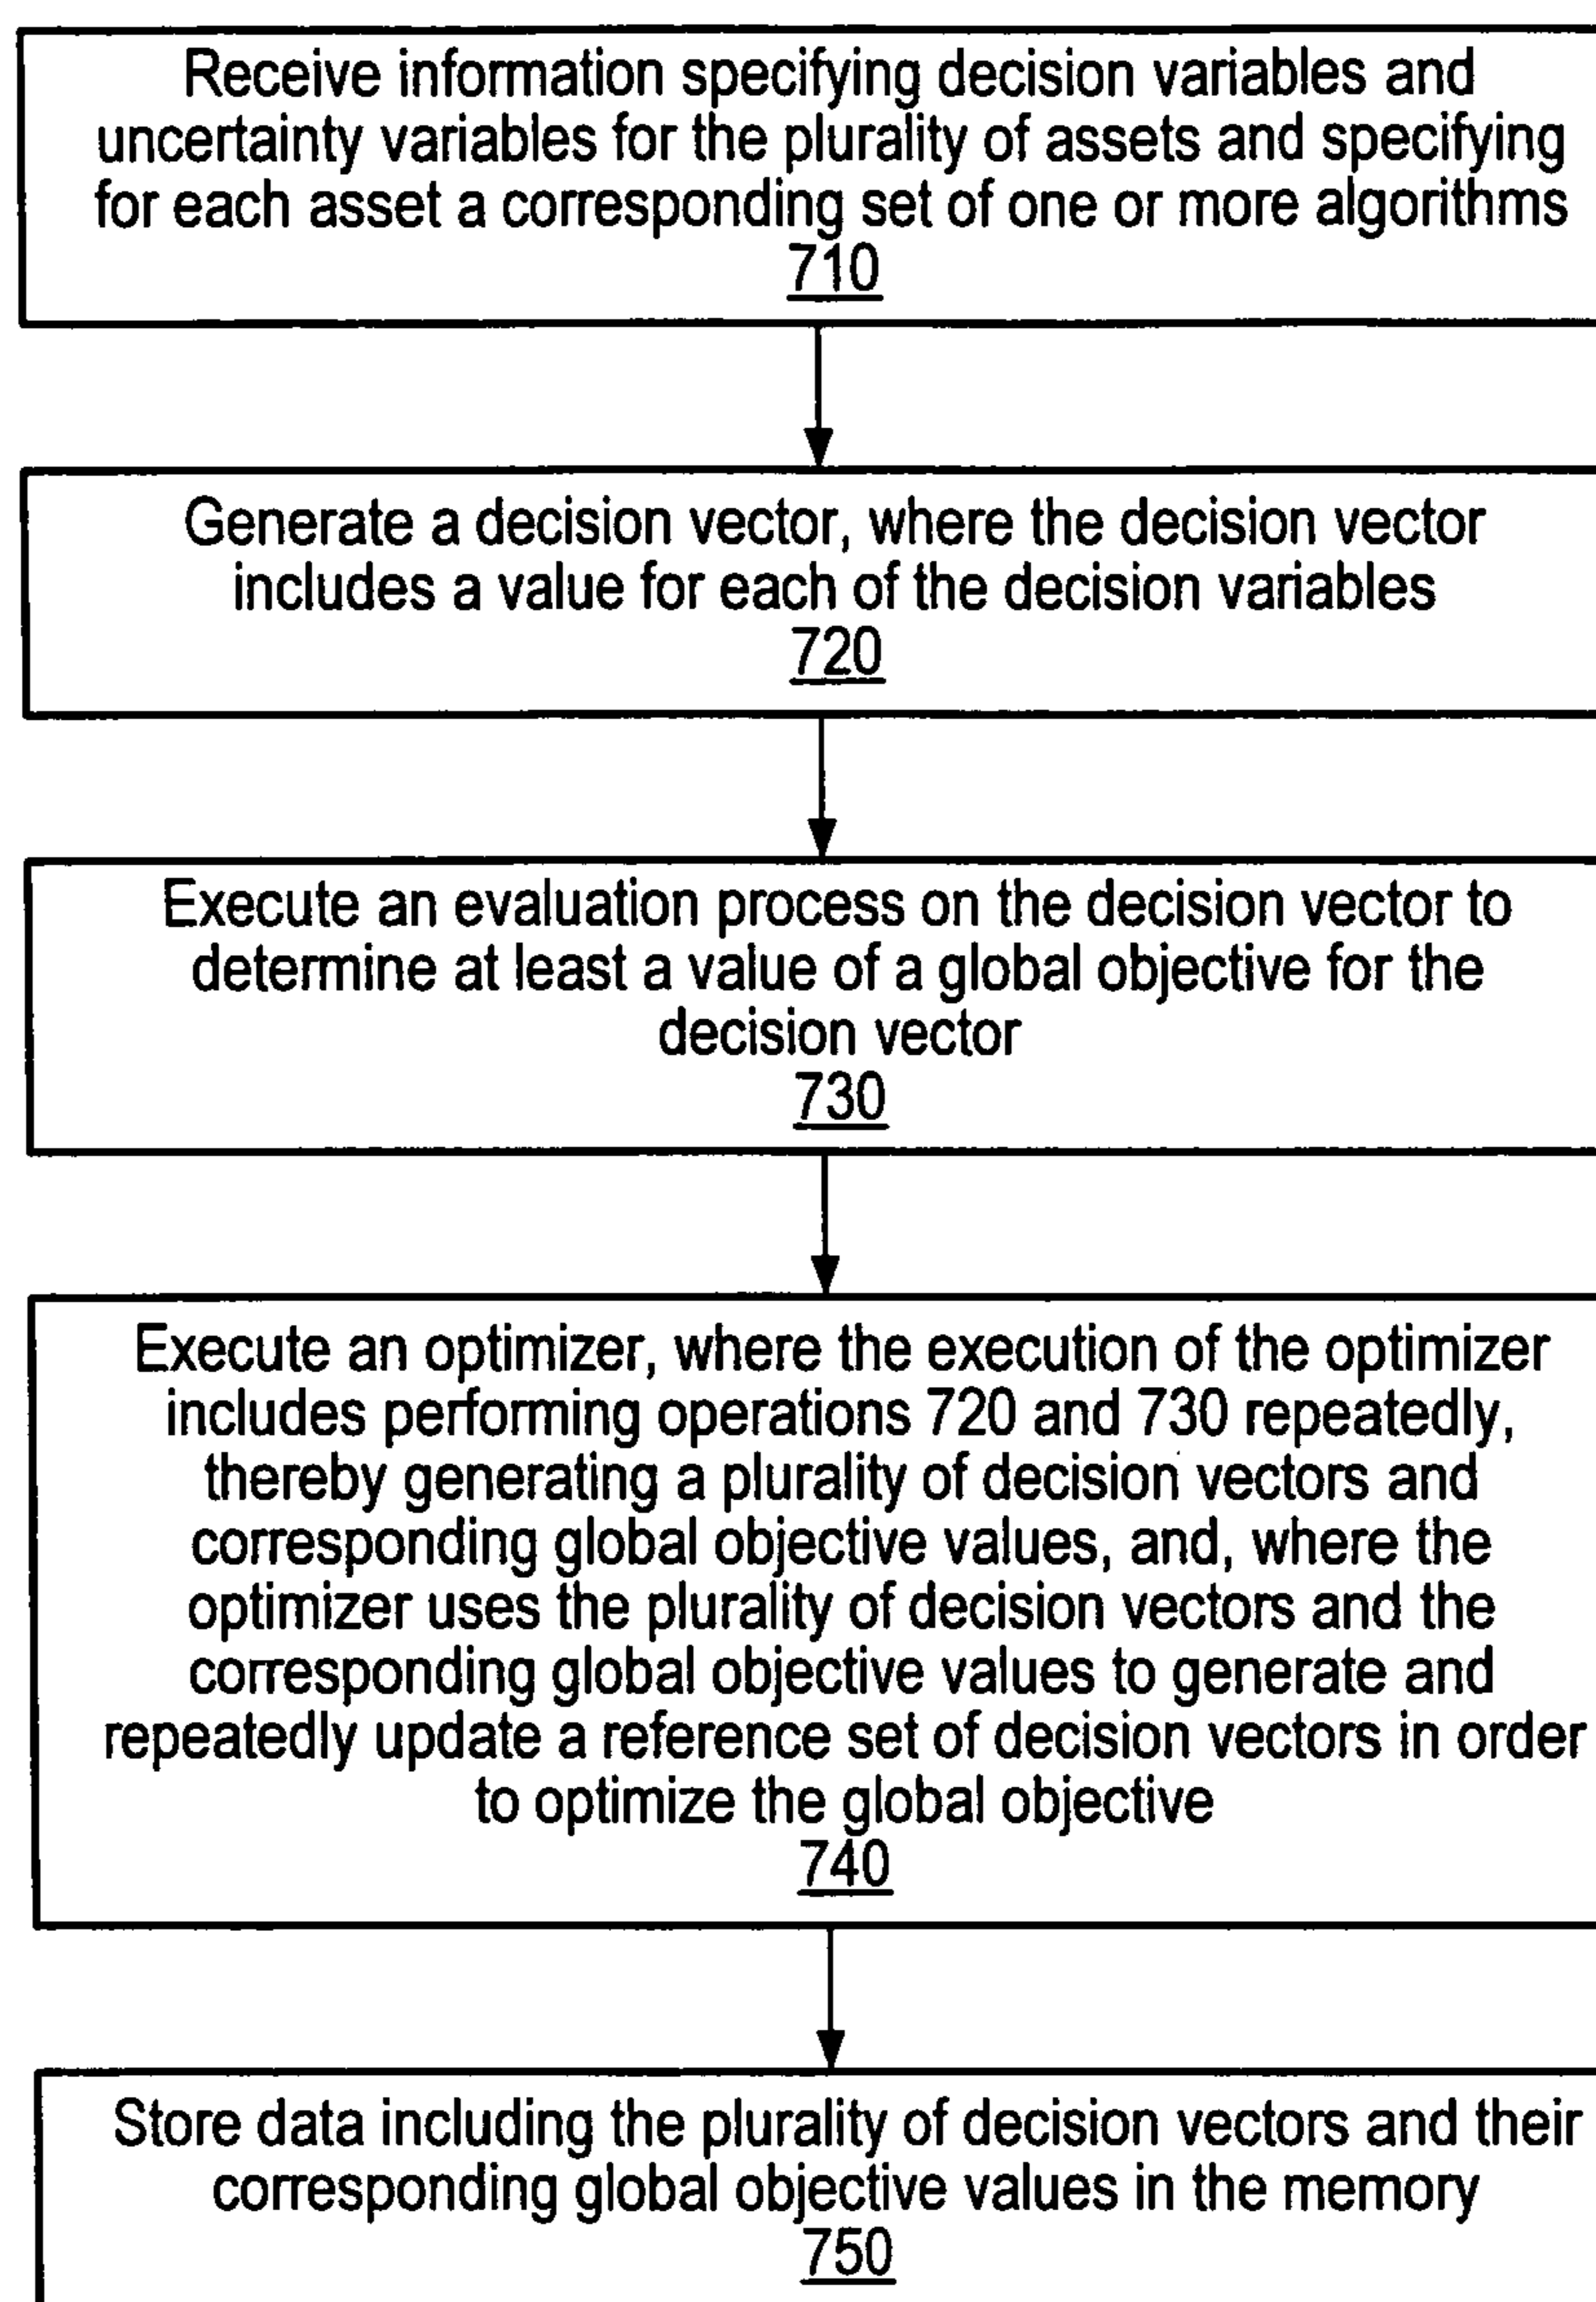 Receive information specifying decision variables and
uncertainty variables for the plurality of assets and specifying
for each asset a corresponding set of one or more algorithms
710
Generate a decision vector, where the decision vector
includes a value for each of the decision variables
720
Execute an evaluation process on the decision vector to
determine at least a value of a global objective for the
decision vector
730
Execute an optimizer, where the execution of the optimizer
includes performing operations 720 and 730 repeatedly,
thereby generating a plurality of decision vectors and
corresponding global objective values, and, where the
optimizer uses the plurality of decision vectors and the
corresponding global objective values to generate and
repeatedly update a reference set of decision vectors in order
to optimize the global objective
740
Store data including the plurality of decision vectors and their
corresponding global objective values in the memory
750